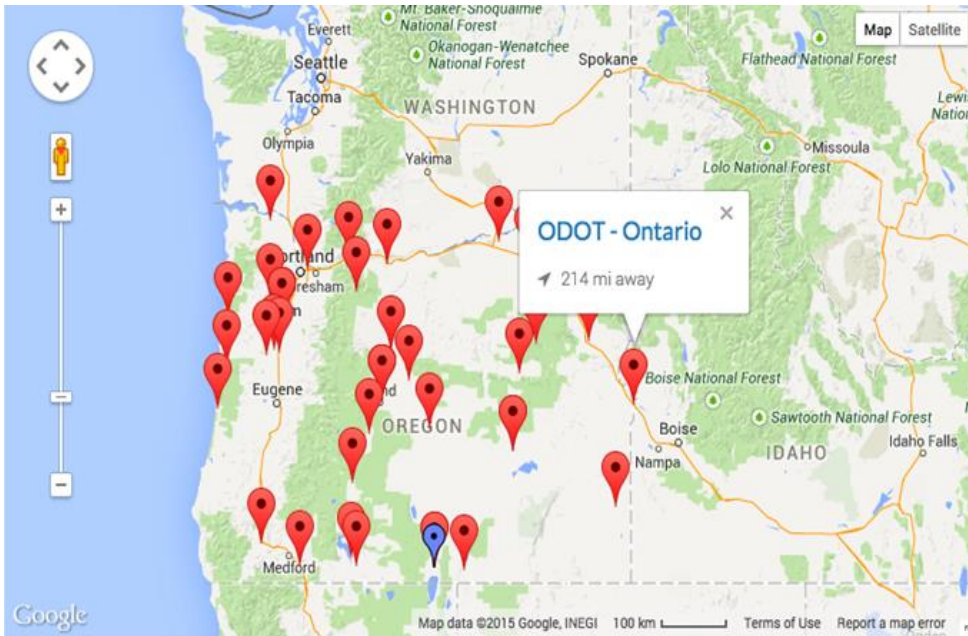 Mt. Baker-Snoqualmie
National Forest
Everett
Okanogan-Wenatchee
National Forest
Map
Satellite
Seattle
Spokane
Flathead National Forest
Tacoma
WASHINGTON
Olympia
Missoula
Yakima
Lolo National Forest
ODOT - Ontario
214 mi away
rtland
resham
m
Boise National Forest
Eugene
nd
OREGON
Sawtooth National Forest
Boise
Idaho Falls
Nampa
IDAHO
Medford
Google
Map data ©2015 Google, INEGI
100 km
Terms of Use
Report a map error